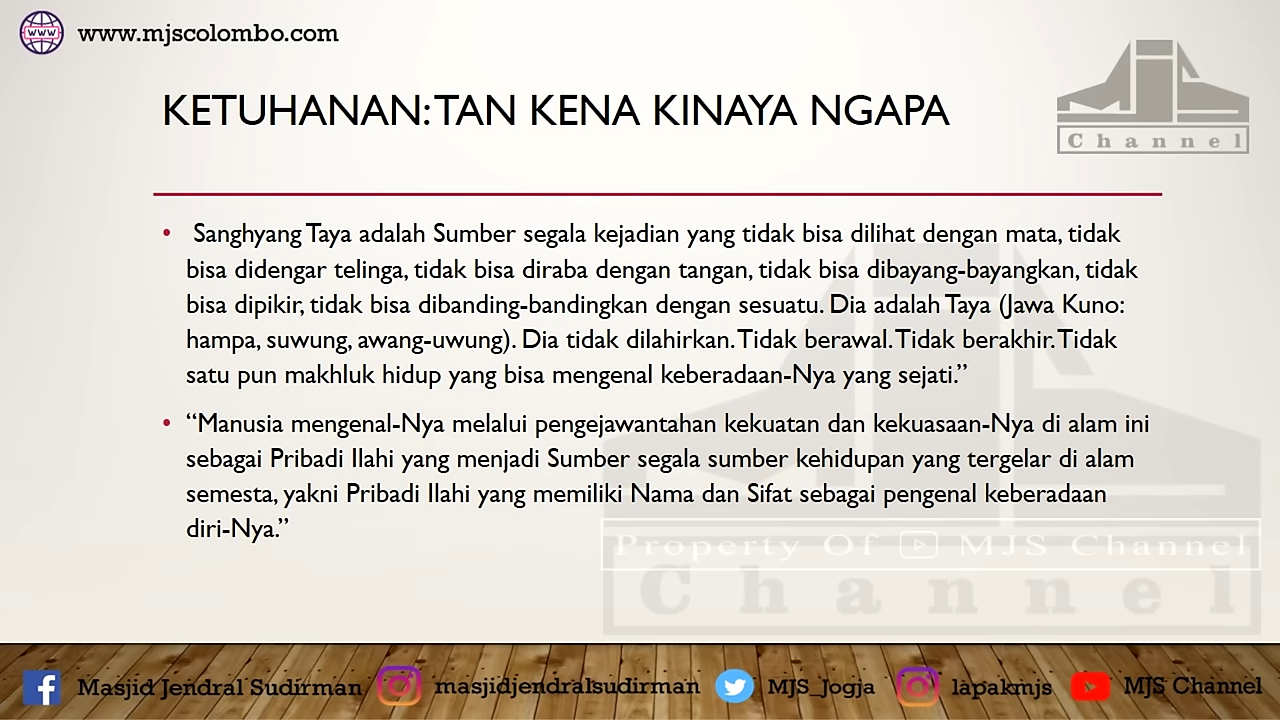 www.mjscolombo.com
MJS
Channel
KETUHANAN: TAN KENA KINAYA NGAPA
• Sanghyang Taya adalah Sumber segala kejadian yang tidak bisa dilihat dengan mata, tidak
bisa didengar telinga, tidak bisa diraba dengan tangan, tidak bisa dibayang-bayangkan, tidak
bisa dipikir, tidak bisa dibanding-bandingkan dengan sesuatu. Dia adalah Taya (Jawa Kuno:
hampa, suwung, awang-uwung). Dia tidak dilahirkan. Tidak berawal. Tidak berakhir. Tidak
satu pun makhluk hidup yang bisa mengenal keberadaan-Nya yang sejati.”
• “Manusia mengenal-Nya melalui pengejawantahan kekuatan dan kekuasaan-Nya di alam ini
sebagai Pribadi Ilahi yang menjadi Sumber segala sumber kehidupan yang tergelar di alam
semesta, yakni Pribadi Ilahi yang memiliki Nama dan Sifat sebagai pengenal keberadaan
diri-Nya.”
Property Of MJS Channel
Channel
Masjid Jendral Sudirman masjidjendralsudirman MJS_Jogja lapakmjs MJS Channel